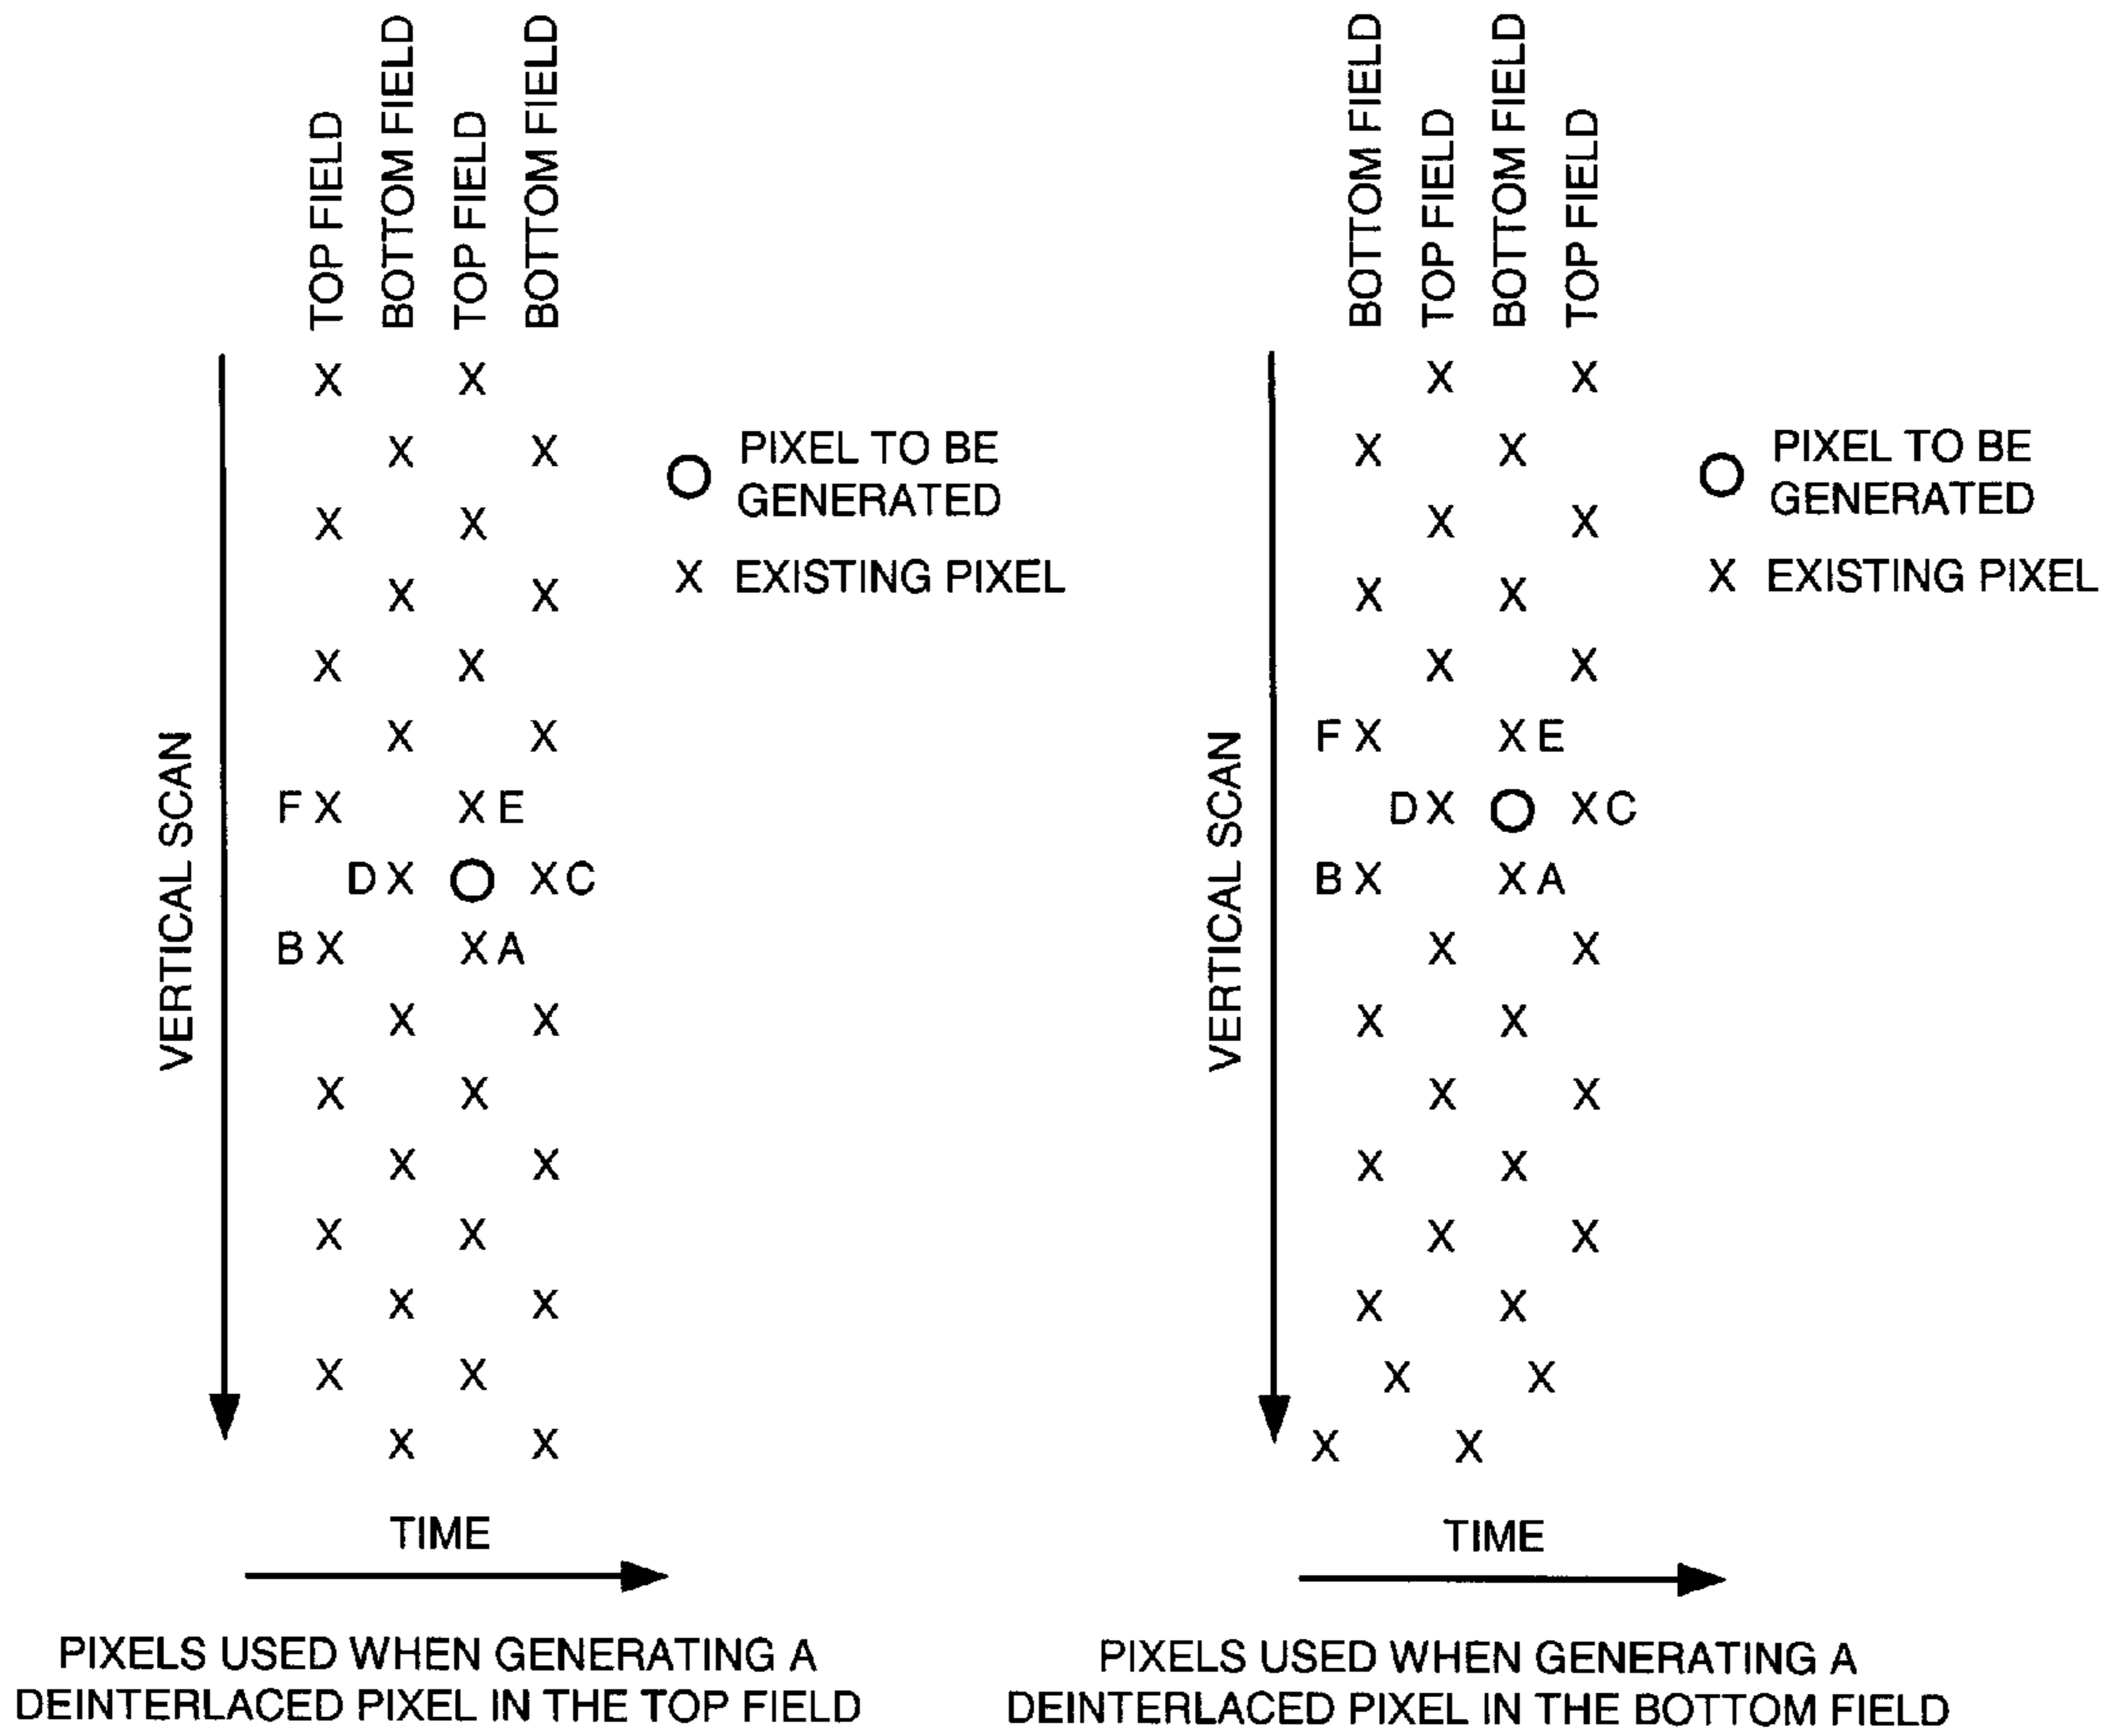 TOP FIELD
BOTTOM FIELD
TOP FIELD
BOTTOM FIELD
X X
X X
X X
X X
X X
X X
F X X E
D X O X C
B X X A
X X
X X
X X
X X
X X
X X
X X
PIXEL TO BE
GENERATED
X EXISTING PIXEL
VERTICAL SCAN
TIME
PIXELS USED WHEN GENERATING A
DEINTERLACED PIXEL IN THE TOP FIELD
BOTTOM FIELD
TOP FIELD
BOTTOM FIELD
TOP FIELD
X X
X X
X X
X X
X X
F X X E
D X O X C
B X X A
X X
X X
X X
X X
X X
X X
X X
X X
PIXEL TO BE
GENERATED
X EXISTING PIXEL
VERTICAL SCAN
TIME
PIXELS USED WHEN GENERATING A
DEINTERLACED PIXEL IN THE BOTTOM FIELD